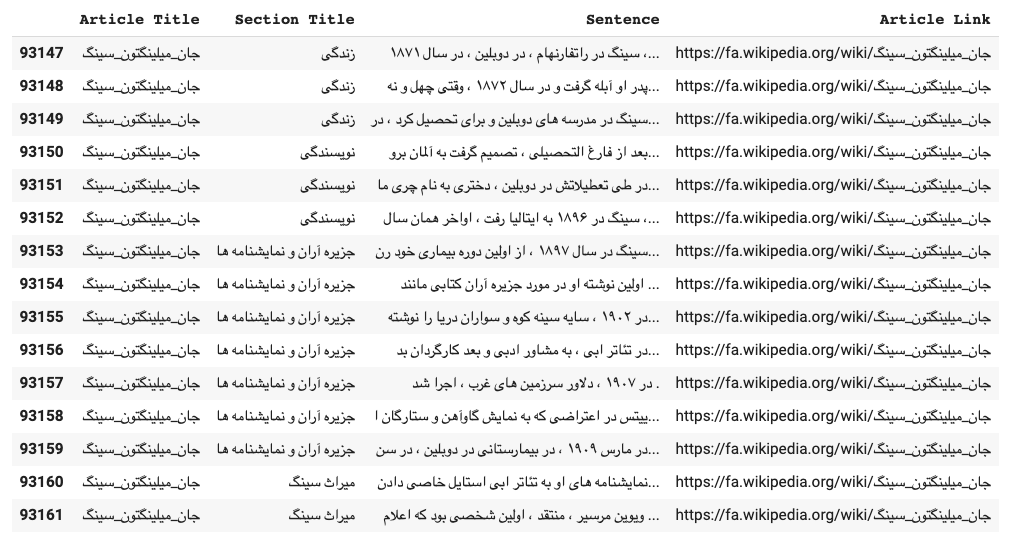 Article Title Section Title Sentence Article Link
93147 جان_میلینگتون_سینگ زندگی سینگ در راتفارنهام ، در دوبلین ، در سال ۱۸۷۱ ،... https://fa.wikipedia.org/wiki/جان_میلینگتون_سینگ
93148 جان_میلینگتون_سینگ زندگی پدر او آبله گرفت و در سال ۱۸۷۲ ، وقتی چهل و نه... https://fa.wikipedia.org/wiki/جان_میلینگتون_سینگ
93149 جان_میلینگتون_سینگ زندگی سینگ در مدرسه های دوبلین و برای تحصیل کرد ، در... https://fa.wikipedia.org/wiki/جان_میلینگتون_سینگ
93150 جان_میلینگتون_سینگ نویسندگی بعد از فارغ التحصیلی ، تصمیم گرفت به آلمان برو... https://fa.wikipedia.org/wiki/جان_میلینگتون_سینگ
93151 جان_میلینگتون_سینگ نویسندگی در طی تعطیلاتش در دوبلین ، دختری به نام چری ما... https://fa.wikipedia.org/wiki/جان_میلینگتون_سینگ
93152 جان_میلینگتون_سینگ نویسندگی سینگ در ۱۸۹۶ به ایتالیا رفت ، اواخر همان سال ،... https://fa.wikipedia.org/wiki/جان_میلینگتون_سینگ
93153 جان_میلینگتون_سینگ جزیره آران و نمایشنامه ها سینگ در سال ۱۸۹۷ ، از اولین دوره بیماری خود رن... https://fa.wikipedia.org/wiki/جان_میلینگتون_سینگ
93154 جان_میلینگتون_سینگ جزیره آران و نمایشنامه ها اولین نوشته او در مورد جزیره آران کتابی مانند ... https://fa.wikipedia.org/wiki/جان_میلینگتون_سینگ
93155 جان_میلینگتون_سینگ جزیره آران و نمایشنامه ها در ۱۹۰۲ ، سایه سینه کوه و سواران دریا را نوشته... https://fa.wikipedia.org/wiki/جان_میلینگتون_سینگ
93156 جان_میلینگتون_سینگ جزیره آران و نمایشنامه ها در تئاتر ابی ، به مشاور ادبی و بعد کارگردان بد... https://fa.wikipedia.org/wiki/جان_میلینگتون_سینگ
93157 جان_میلینگتون_سینگ جزیره آران و نمایشنامه ها در ۱۹۰۷ ، دلاور سرزمین های غرب ، اجرا شد . https://fa.wikipedia.org/wiki/جان_میلینگتون_سینگ
93158 جان_میلینگتون_سینگ جزیره آران و نمایشنامه ها ییتس در اعتراضی که به نمایش گاوآهن و ستارگان ا... https://fa.wikipedia.org/wiki/جان_میلینگتون_سینگ
93159 جان_میلینگتون_سینگ جزیره آران و نمایشنامه ها در مارس ۱۹۰۹ ، در بیمارستانی در دوبلین ، در سن... https://fa.wikipedia.org/wiki/جان_میلینگتون_سینگ
93160 جان_میلینگتون_سینگ میراث سینگ نمایشنامه های او به تئاتر ابی استایل خاصی دادن... https://fa.wikipedia.org/wiki/جان_میلینگتون_سینگ
93161 جان_میلینگتون_سینگ میراث سینگ ویوین مرسیر ، منتقد ، اولین شخصی بود که اعلام ... https://fa.wikipedia.org/wiki/جان_میلینگتون_سینگ